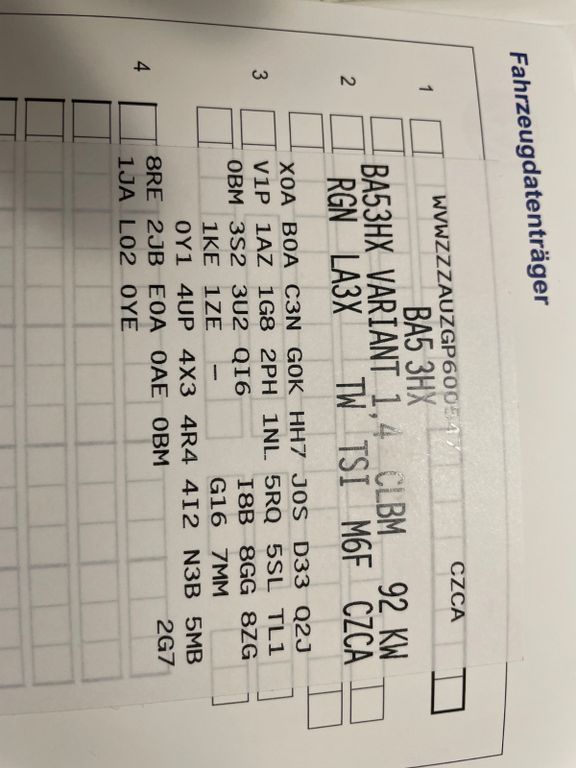 Fahrzeugdatenträger
1 CZCA
BA5 3HX
BA53HX VARIANT 1,4 CLBM 92 KW
2 RGN LA3X TW TSI M6F CZCA
X0A B0A C3N G0K HH7 J0S D33 Q2J
3 V1P 1AZ 1G8 2PH 1NL 5RQ 5SL TL1
0BM 3S2 3U2 QI6 I8B 8GG 8ZG
1KE 1ZE – G16 7MM
0Y1 4UP 4X3 4R4 4I2 N3B 5MB
4 8RE 2JB E0A 0AE 0BM 2G7
1JA L02 0YE